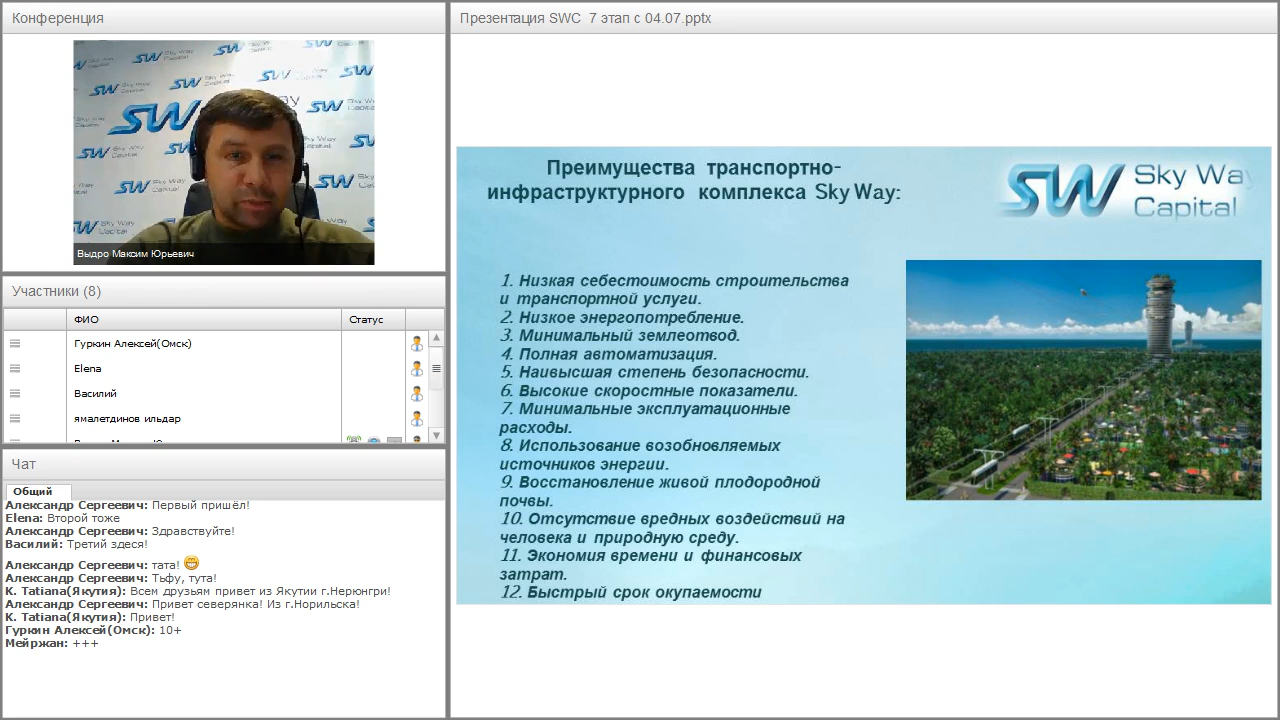 Конференция
SW Sky Way Capital
Выдро Максим Юрьевич
Участники (8)
ФИО Статус
Гуркин Алексей(Омск)
Elena
Василий
ямалетдинов ильдар
Чат
Общий
Александр Сергеевич: Первый пришёл!
Elena: Второй тоже
Александр Сергеевич: Здравствуйте!
Василий: Третий здеся!
Александр Сергеевич: тата!
Александр Сергеевич: Тьфу, тута!
K. Tatiana(Якутия): Всем друзьям привет из Якутии г.Нерюнгри!
Александр Сергеевич: Привет северянка! Из г.Норильска!
K. Tatiana(Якутия): Привет!
Гуркин Алексей(Омск): 10+
Мейржан: +++
Презентация SWC 7 этап с 04.07.pptx
Преимущества транспортно-
инфраструктурного комплекса Sky Way:
SW Sky Way
Capital
1. Низкая себестоимость строительства
и транспортной услуги.
2. Низкое энергопотребление.
3. Минимальный землеотвод.
4. Полная автоматизация.
5. Наивысшая степень безопасности.
6. Высокие скоростные показатели.
7. Минимальные эксплуатационные
расходы.
8. Использование возобновляемых
источников энергии.
9. Восстановление живой плодородной
почвы.
10. Отсутствие вредных воздействий на
человека и природную среду.
11. Экономия времени и финансовых
затрат.
12. Быстрый срок окупаемости